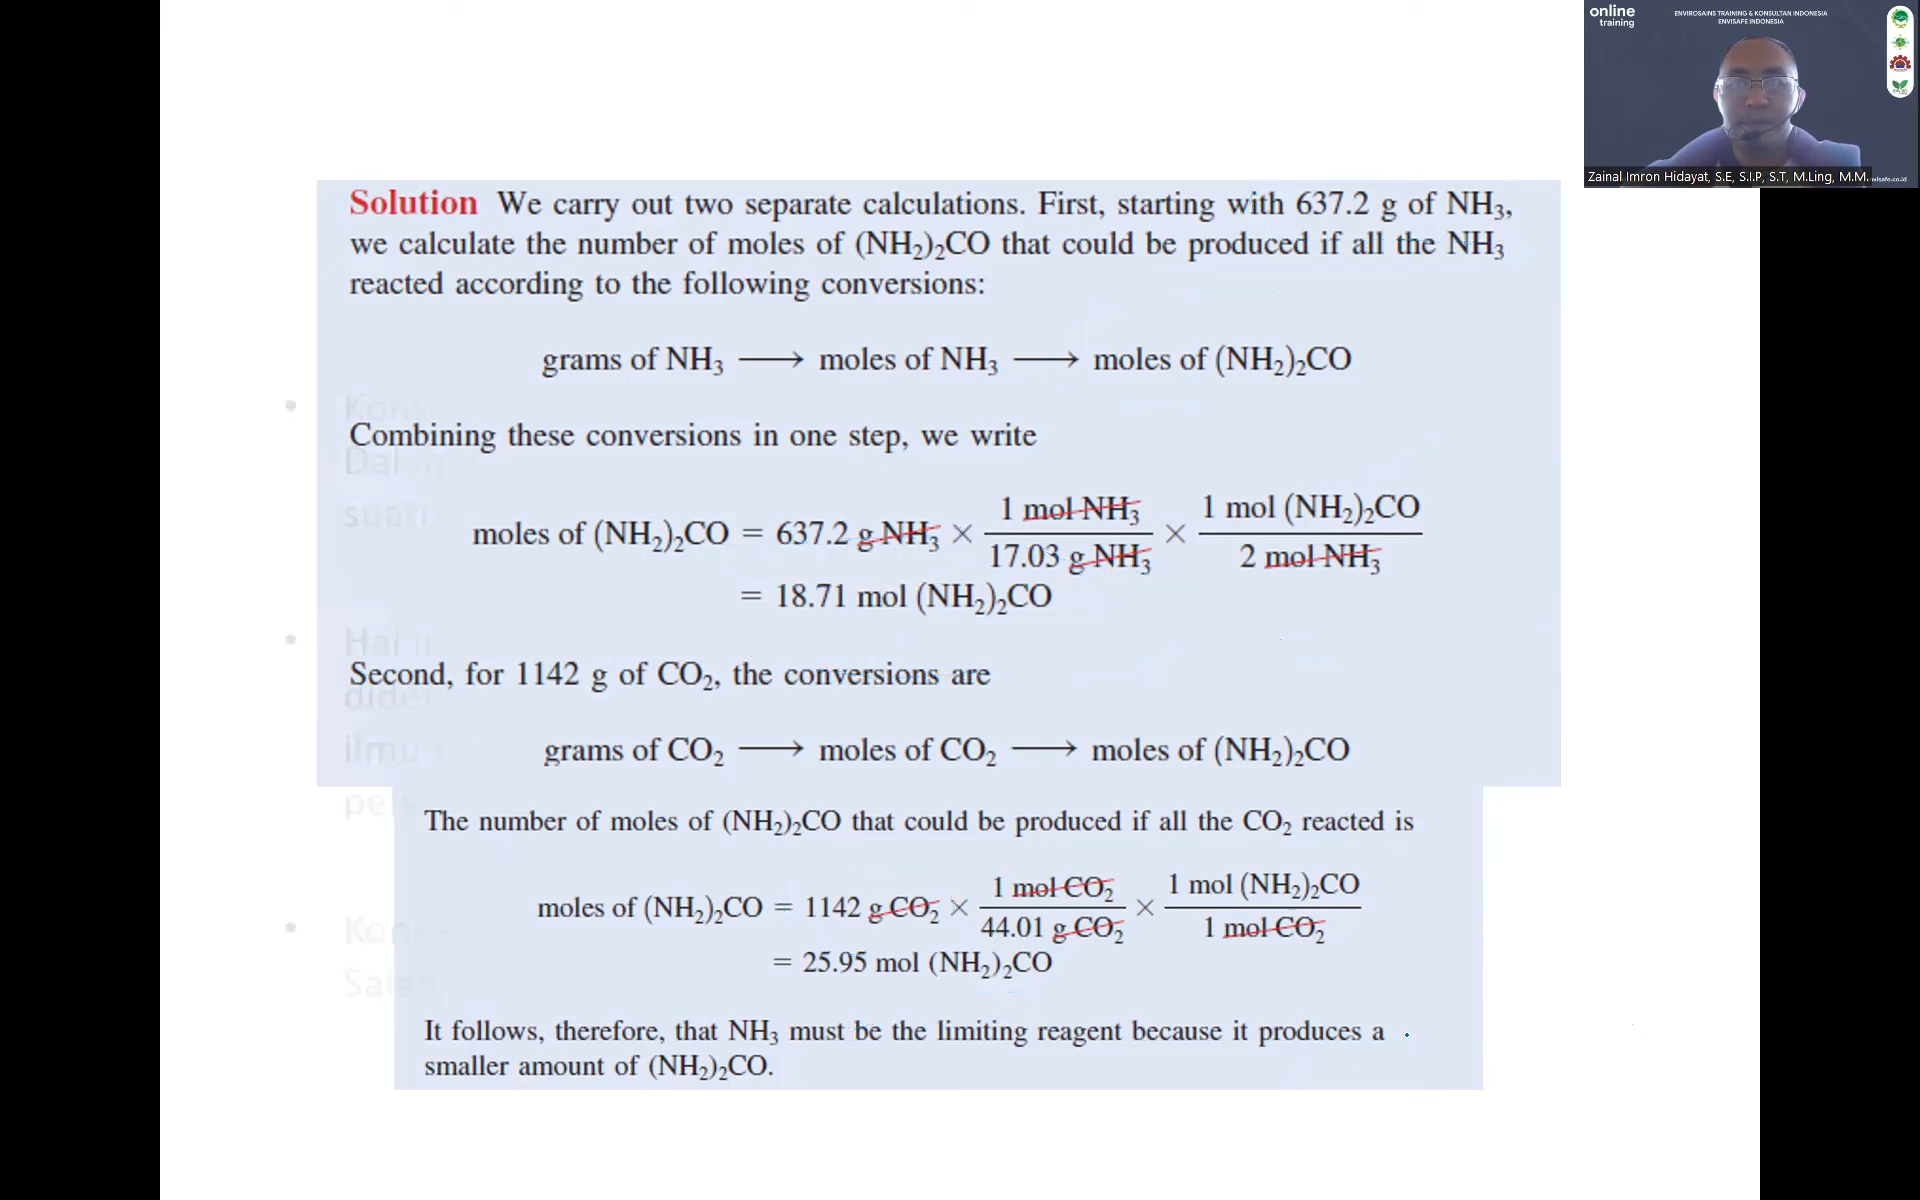 online
training
ENVIROSAINS TRAINING & KONSULTAN INDONESIA
ENVISAFE INDONESIA
Zainal Imron Hidayat, S.E, S.I.P, S.T, M.Ling, M.M.
Solution We carry out two separate calculations. First, starting with 637.2 g of NH₃,
we calculate the number of moles of (NH₂)₂CO that could be produced if all the NH₃
reacted according to the following conversions:
grams of NH₃ ⟶ moles of NH₃ ⟶ moles of (NH₂)₂CO
Combining these conversions in one step, we write
moles of (NH₂)₂CO = 637.2 g NH₃ × 1 mol NH₃ / 17.03 g NH₃ × 1 mol (NH₂)₂CO / 2 mol NH₃
= 18.71 mol (NH₂)₂CO
Second, for 1142 g of CO₂, the conversions are
grams of CO₂ ⟶ moles of CO₂ ⟶ moles of (NH₂)₂CO
The number of moles of (NH₂)₂CO that could be produced if all the CO₂ reacted is
moles of (NH₂)₂CO = 1142 g CO₂ × 1 mol CO₂ / 44.01 g CO₂ × 1 mol (NH₂)₂CO / 1 mol CO₂
= 25.95 mol (NH₂)₂CO
It follows, therefore, that NH₃ must be the limiting reagent because it produces a
smaller amount of (NH₂)₂CO.